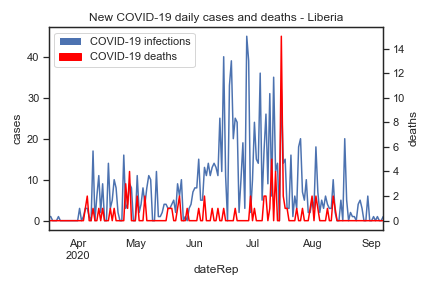 New COVID-19 daily cases and deaths - Liberia
COVID-19 infections
COVID-19 deaths
40
30
20
10
0
cases
14
12
10
8
6
4
2
0
deaths
Apr
2020
May
Jun
Jul
Aug
Sep
dateRep